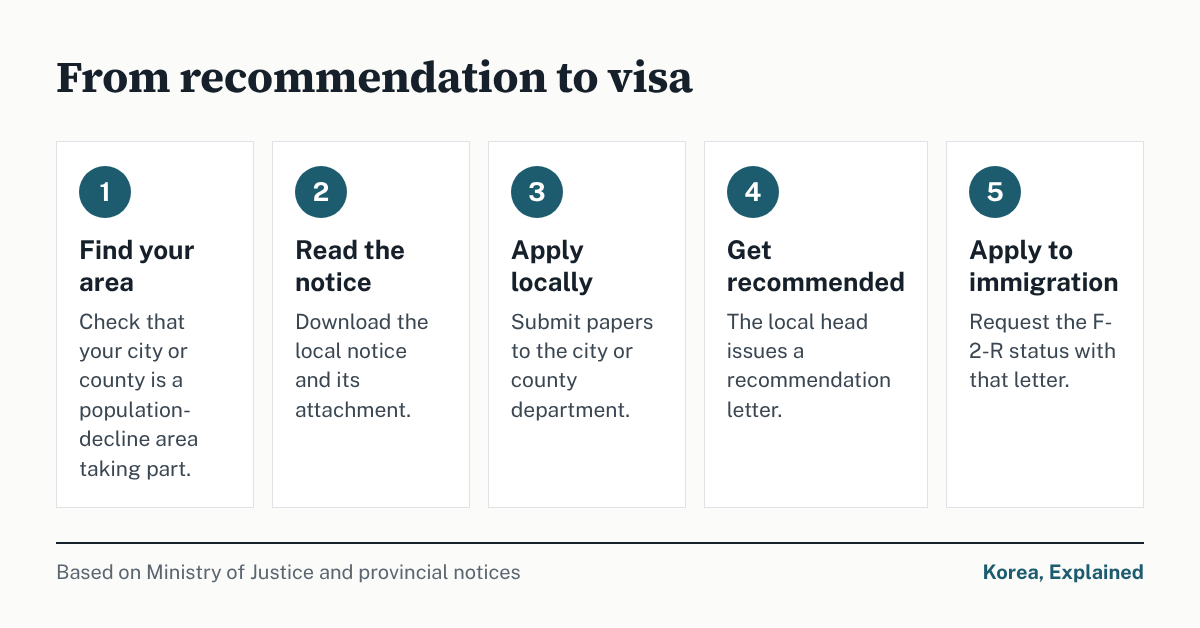 From recommendation to visa
1
Find your
area
Check that
your city or
county is a
population-
decline area
taking part.
2
Read the
notice
Download the
local notice
and its
attachment.
3
Apply
locally
Submit papers
to the city or
county
department.
4
Get
recommended
The local head
issues a
recommendation
letter.
5
Apply to
immigration
Request the F-
2-R status with
that letter.
Based on Ministry of Justice and provincial notices
Korea, Explained